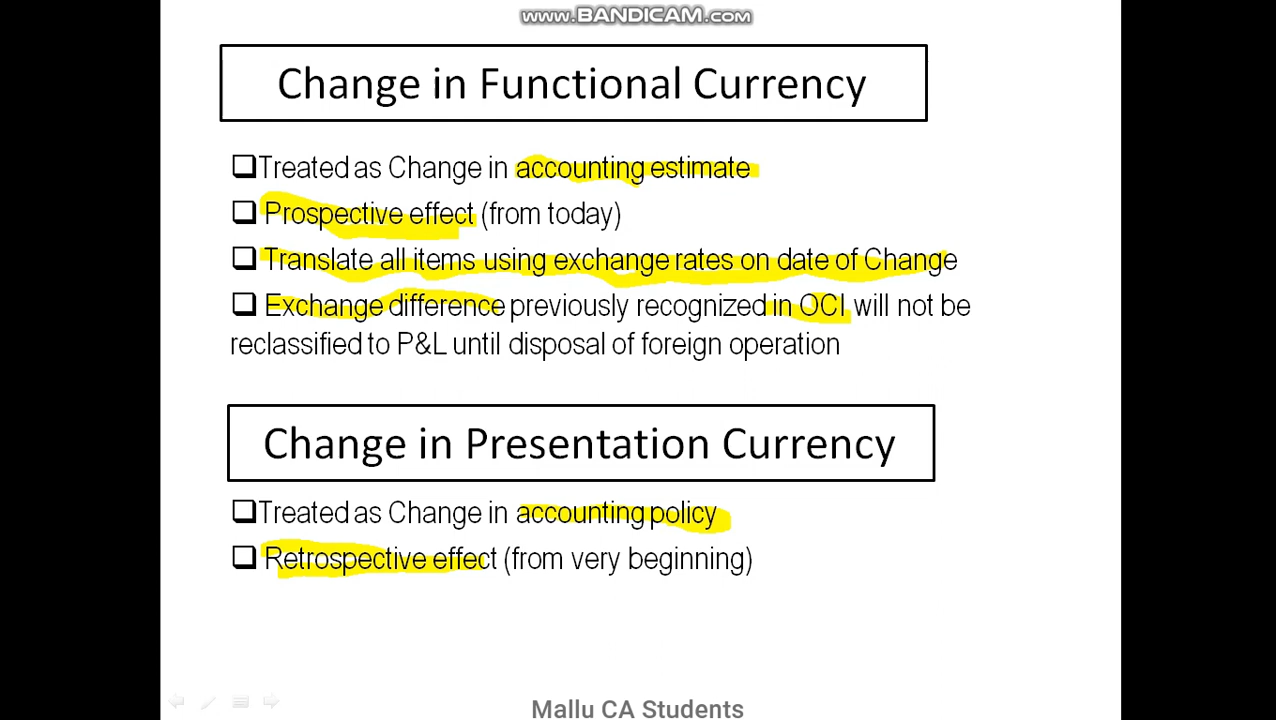 www.BANDICAM.com
Change in Functional Currency
❑Treated as Change in accounting estimate
❑ Prospective effect (from today)
❑ Translate all items using exchange rates on date of Change
❑ Exchange difference previously recognized in OCI will not be
reclassified to P&L until disposal of foreign operation
Change in Presentation Currency
❑Treated as Change in accounting policy
❑ Retrospective effect (from very beginning)
Mallu CA Students